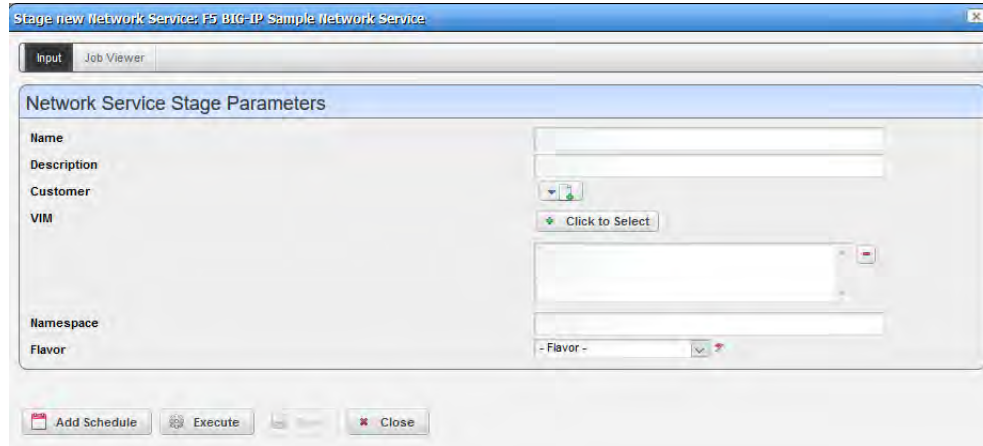 Stage new Network Service: F5 BIG-IP Sample Network Service
Input Job Viewer
Network Service Stage Parameters
Name
Description
Customer
VIM
Click to Select
Namespace
Flavor
- Flavor -
Add Schedule Execute Close